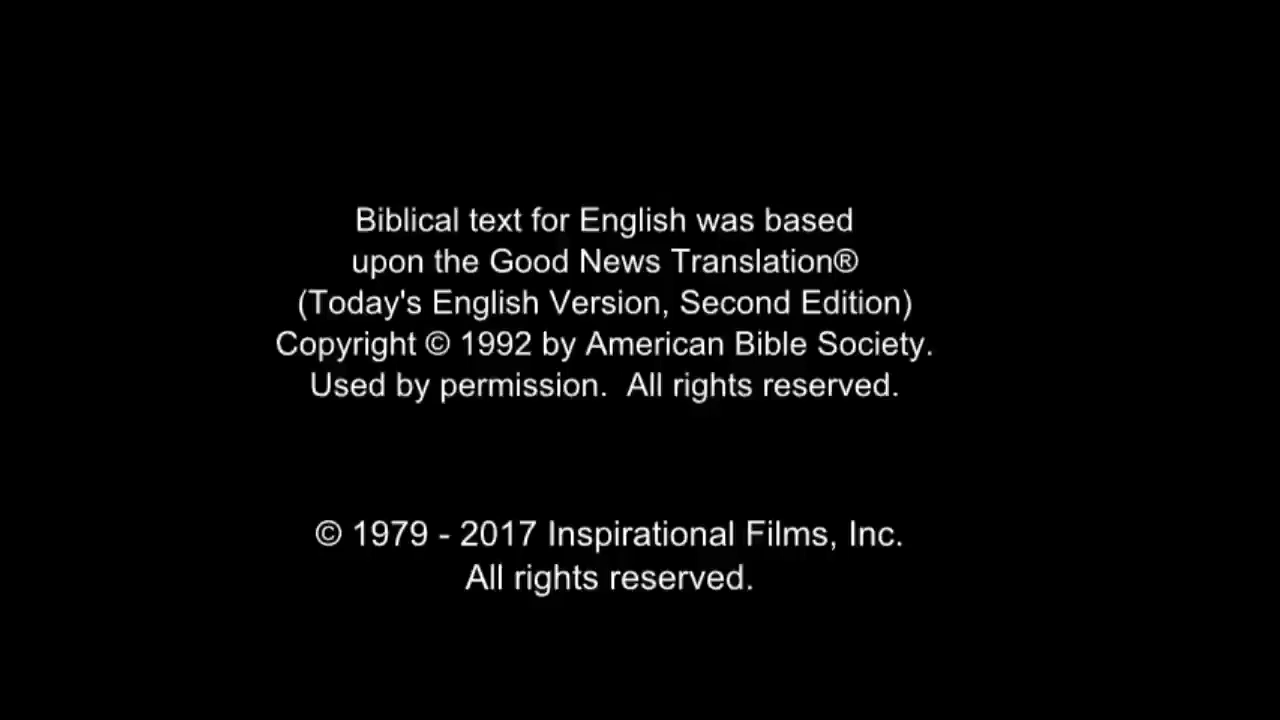 Biblical text for English was based
upon the Good News Translation®
(Today's English Version, Second Edition)
Copyright © 1992 by American Bible Society.
Used by permission.  All rights reserved.
© 1979 - 2017 Inspirational Films, Inc.
All rights reserved.